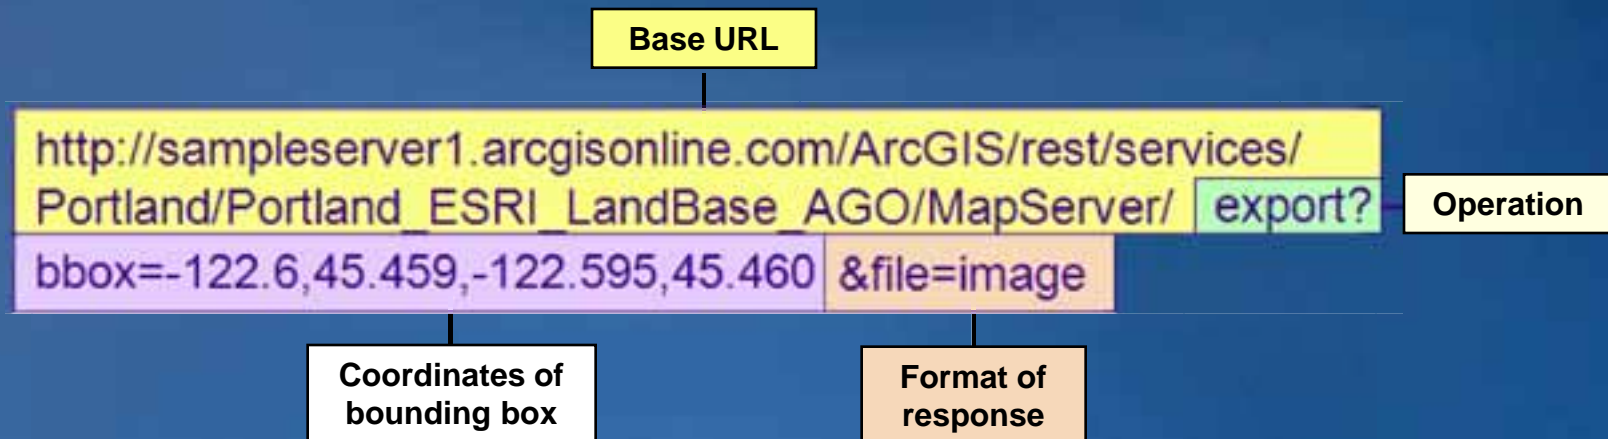 Base URL
http://sampleserver1.arcgisonline.com/ArcGIS/rest/services/
Portland/Portland_ESRI_LandBase_AGO/MapServer/ export?
Operation
bbox=-122.6,45.459,-122.595,45.460 &file=image
Coordinates of
bounding box
Format of
response